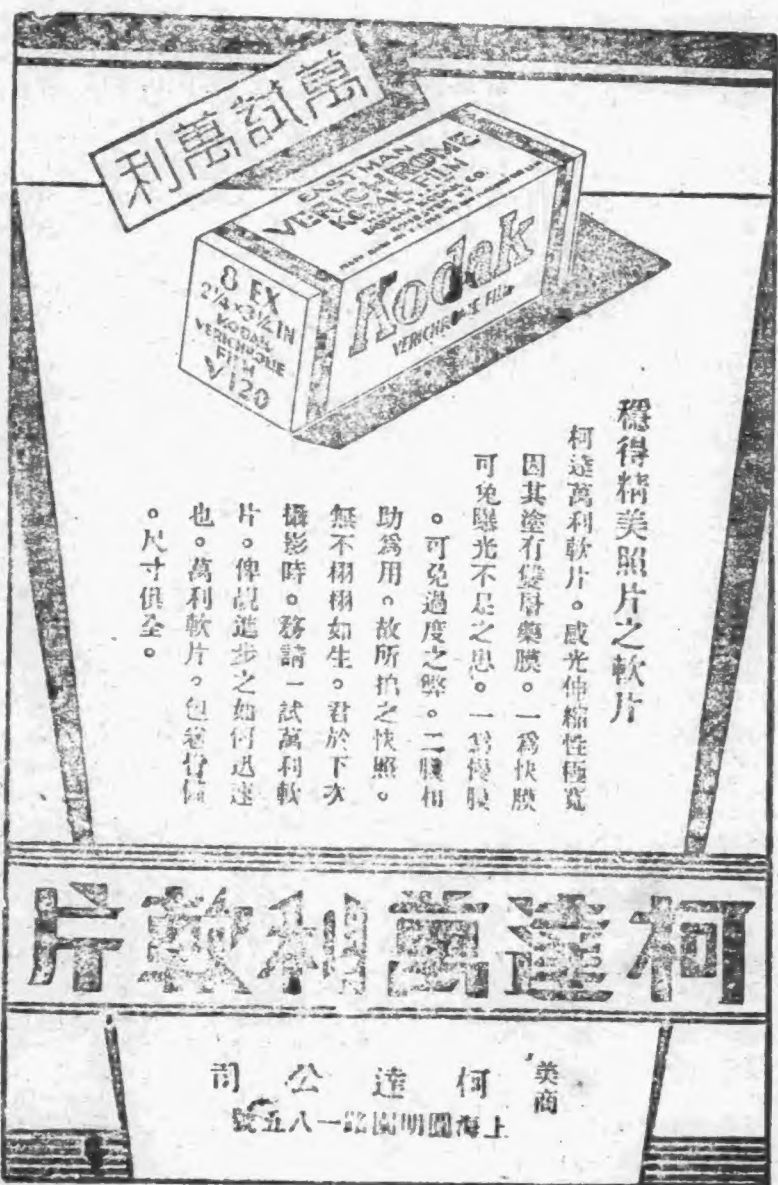 萬試萬利
EASTMAN
VERICHROME
KODAK FILM
Kodak
VERICHROME FILM
8 EX
2¼×3¼ IN
KODAK
VERICHROME
FILM
V120
穩得精美照片之軟片
柯達萬利軟片。感光伸縮性極寬
因其塗有雙層藥膜。一爲快膜
可免曝光不足之患。一爲慢膜
。可免過度之弊。二膜相
助爲用。故所拍之快照。
無不栩栩如生。君於下次
攝影時。務請一試萬利軟
片。俾覘進步之如何迅速
也。萬利軟片。包
。尺寸俱全。
柯達萬利軟片
美商
柯達公司
上海圓明園路一八五號